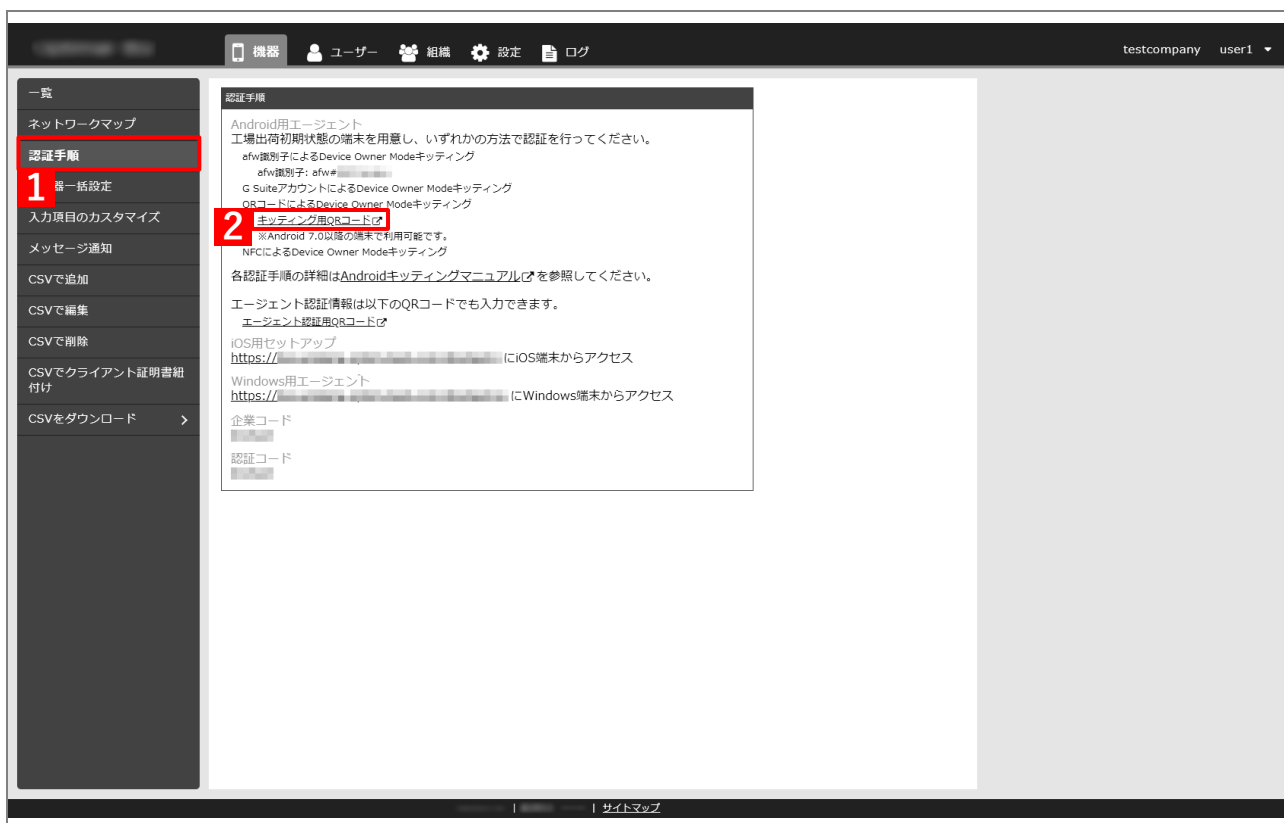 機器 ユーザー 組織 設定 ログ testcompany user1
一覧
ネットワークマップ
認証手順
1
器一括設定
入力項目のカスタマイズ
メッセージ通知
CSVで追加
CSVで編集
CSVで削除
CSVでクライアント証明書紐
付け
CSVをダウンロード
認証手順
Android用エージェント
工場出荷初期状態の端末を用意し、いずれかの方法で認証を行ってください。
afw識別子によるDevice Owner Modeキッティング
afw識別子: afw#
G SuiteアカウントによるDevice Owner Modeキッティング
QRコードによるDevice Owner Modeキッティング
2
キッティング用QRコード
※Android 7.0以降の端末で利用可能です。
NFCによるDevice Owner Modeキッティング
各認証手順の詳細はAndroidキッティングマニュアルを参照してください。
エージェント認証情報は以下のQRコードでも入力できます。
エージェント認証用QRコード
iOS用セットアップ
https:// にiOS端末からアクセス
Windows用エージェント
https:// にWindows端末からアクセス
企業コード
認証コード
| | サイトマップ